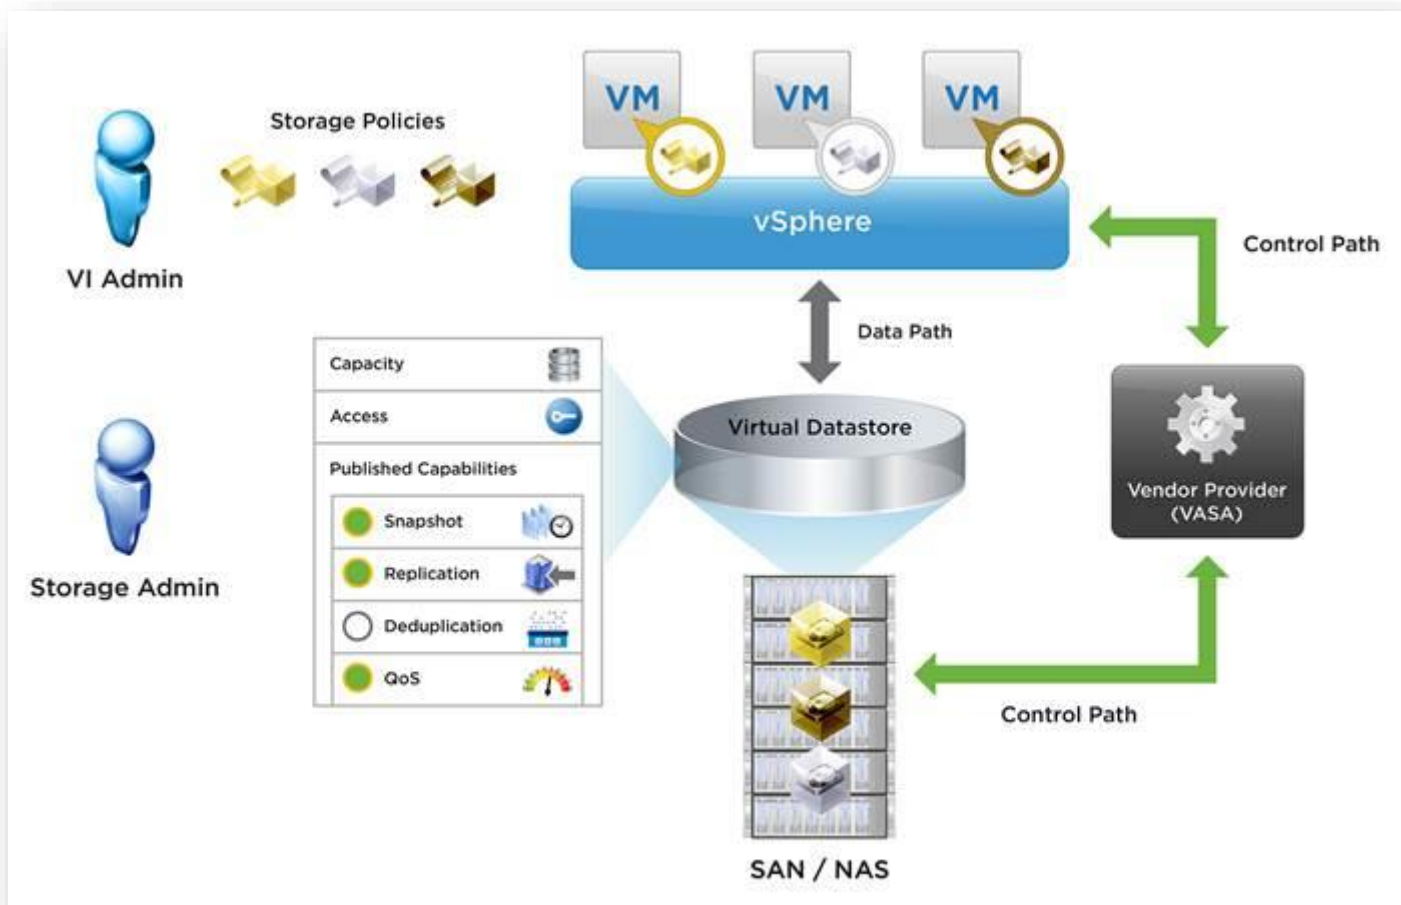 VM
VM
VM
Storage Policies
vSphere
VI Admin
Control Path
Data Path
Capacity
Access
Published Capabilities
Snapshot
Replication
Deduplication
QoS
Virtual Datastore
Vendor Provider
(VASA)
Storage Admin
Control Path
SAN / NAS